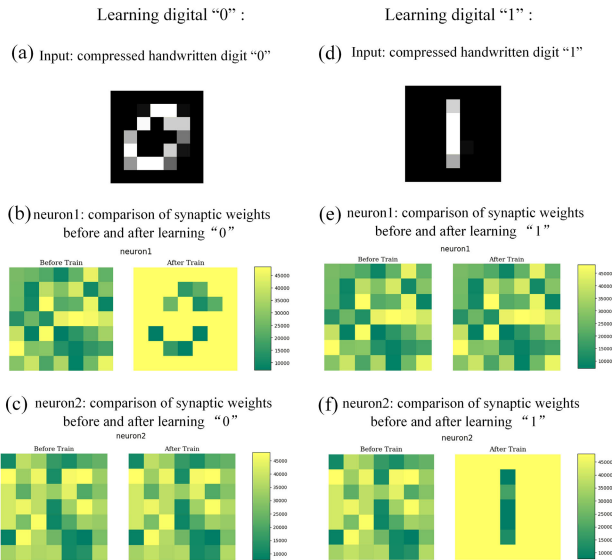 Learning digital “0” :
(a) Input: compressed handwritten digit “0”
(b) neuron1: comparison of synaptic weights
before and after learning “0”
neuron1
Before Train
After Train
45000
40000
35000
30000
25000
20000
15000
10000
(c) neuron2: comparison of synaptic weights
before and after learning “0”
neuron2
Before Train
After Train
45000
40000
35000
30000
25000
20000
15000
10000
Learning digital “1” :
(d) Input: compressed handwritten digit “1”
(e) neuron1: comparison of synaptic weights
before and after learning “1”
neuron1
Before Train
After Train
45000
40000
35000
30000
25000
20000
15000
10000
(f) neuron2: comparison of synaptic weights
before and after learning “1”
neuron2
Before Train
After Train
45000
40000
35000
30000
25000
20000
15000
10000